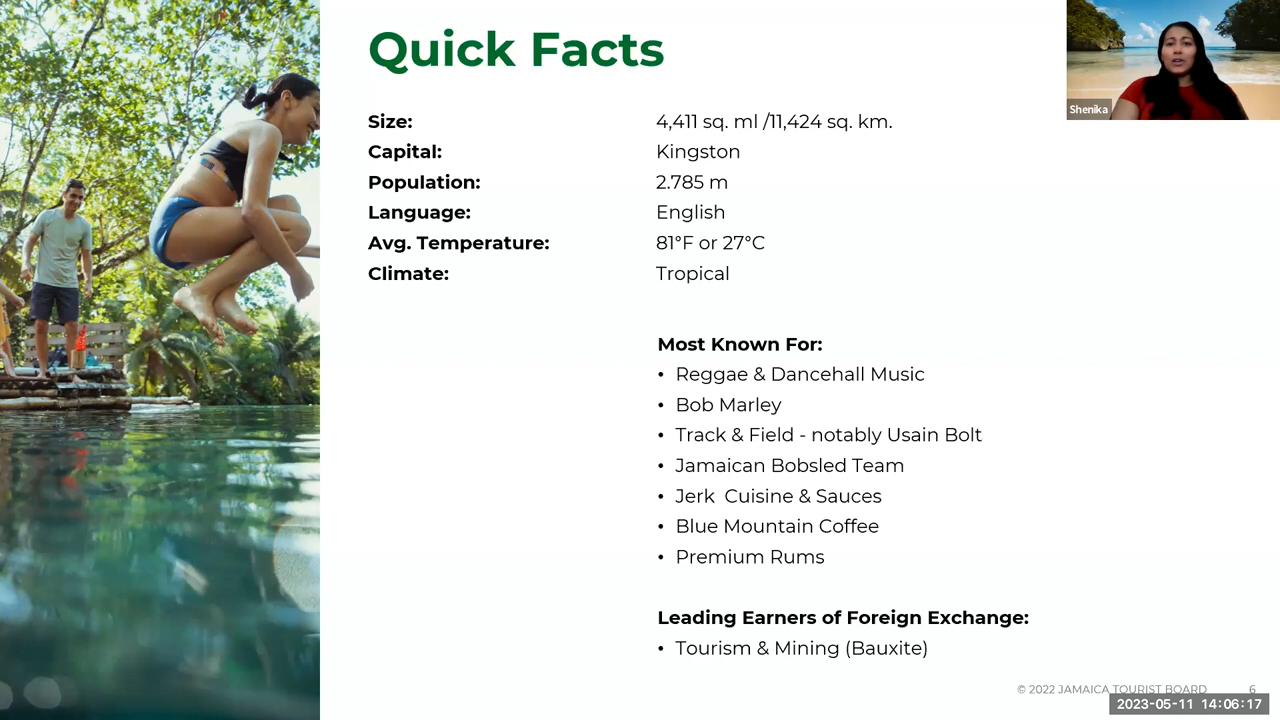 Quick Facts
Shenika
Size: 4,411 sq. ml /11,424 sq. km.
Capital: Kingston
Population: 2.785 m
Language: English
Avg. Temperature: 81°F or 27°C
Climate: Tropical
Most Known For:
• Reggae & Dancehall Music
• Bob Marley
• Track & Field - notably Usain Bolt
• Jamaican Bobsled Team
• Jerk Cuisine & Sauces
• Blue Mountain Coffee
• Premium Rums
Leading Earners of Foreign Exchange:
• Tourism & Mining (Bauxite)
© 2022 JAMAICA TOURIST BOARD 6
2023-05-11 14:06:17